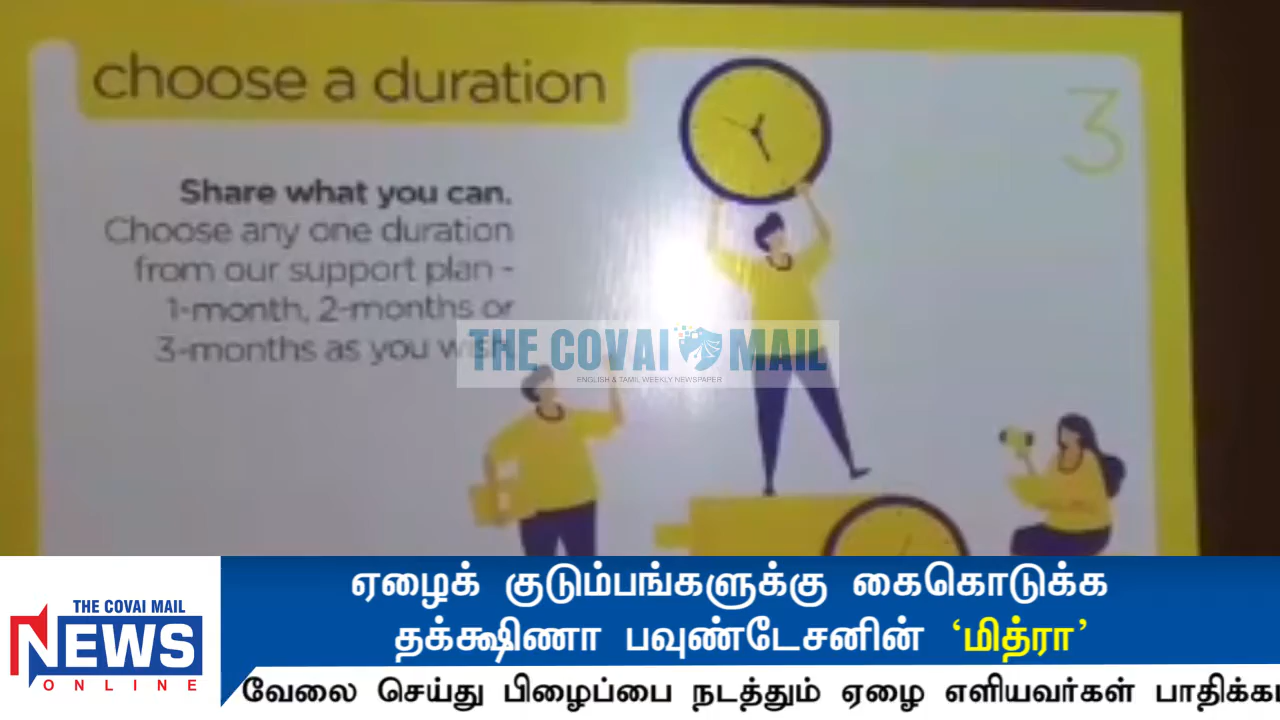 choose a duration
3
Share what you can.
Choose any one duration
from our support plan -
1-month, 2-months or
3-months as you wish.
THE COVAI MAIL
ENGLISH & TAMIL WEEKLY NEWSPAPER
THE COVAI MAIL
NEWS
ONLINE
ஏழைக் குடும்பங்களுக்கு கைகொடுக்க
தக்ஷிணா பவுண்டேசனின் ‘மித்ரா’
வேலை செய்து பிழைப்பை நடத்தும் ஏழை எளியவர்கள்